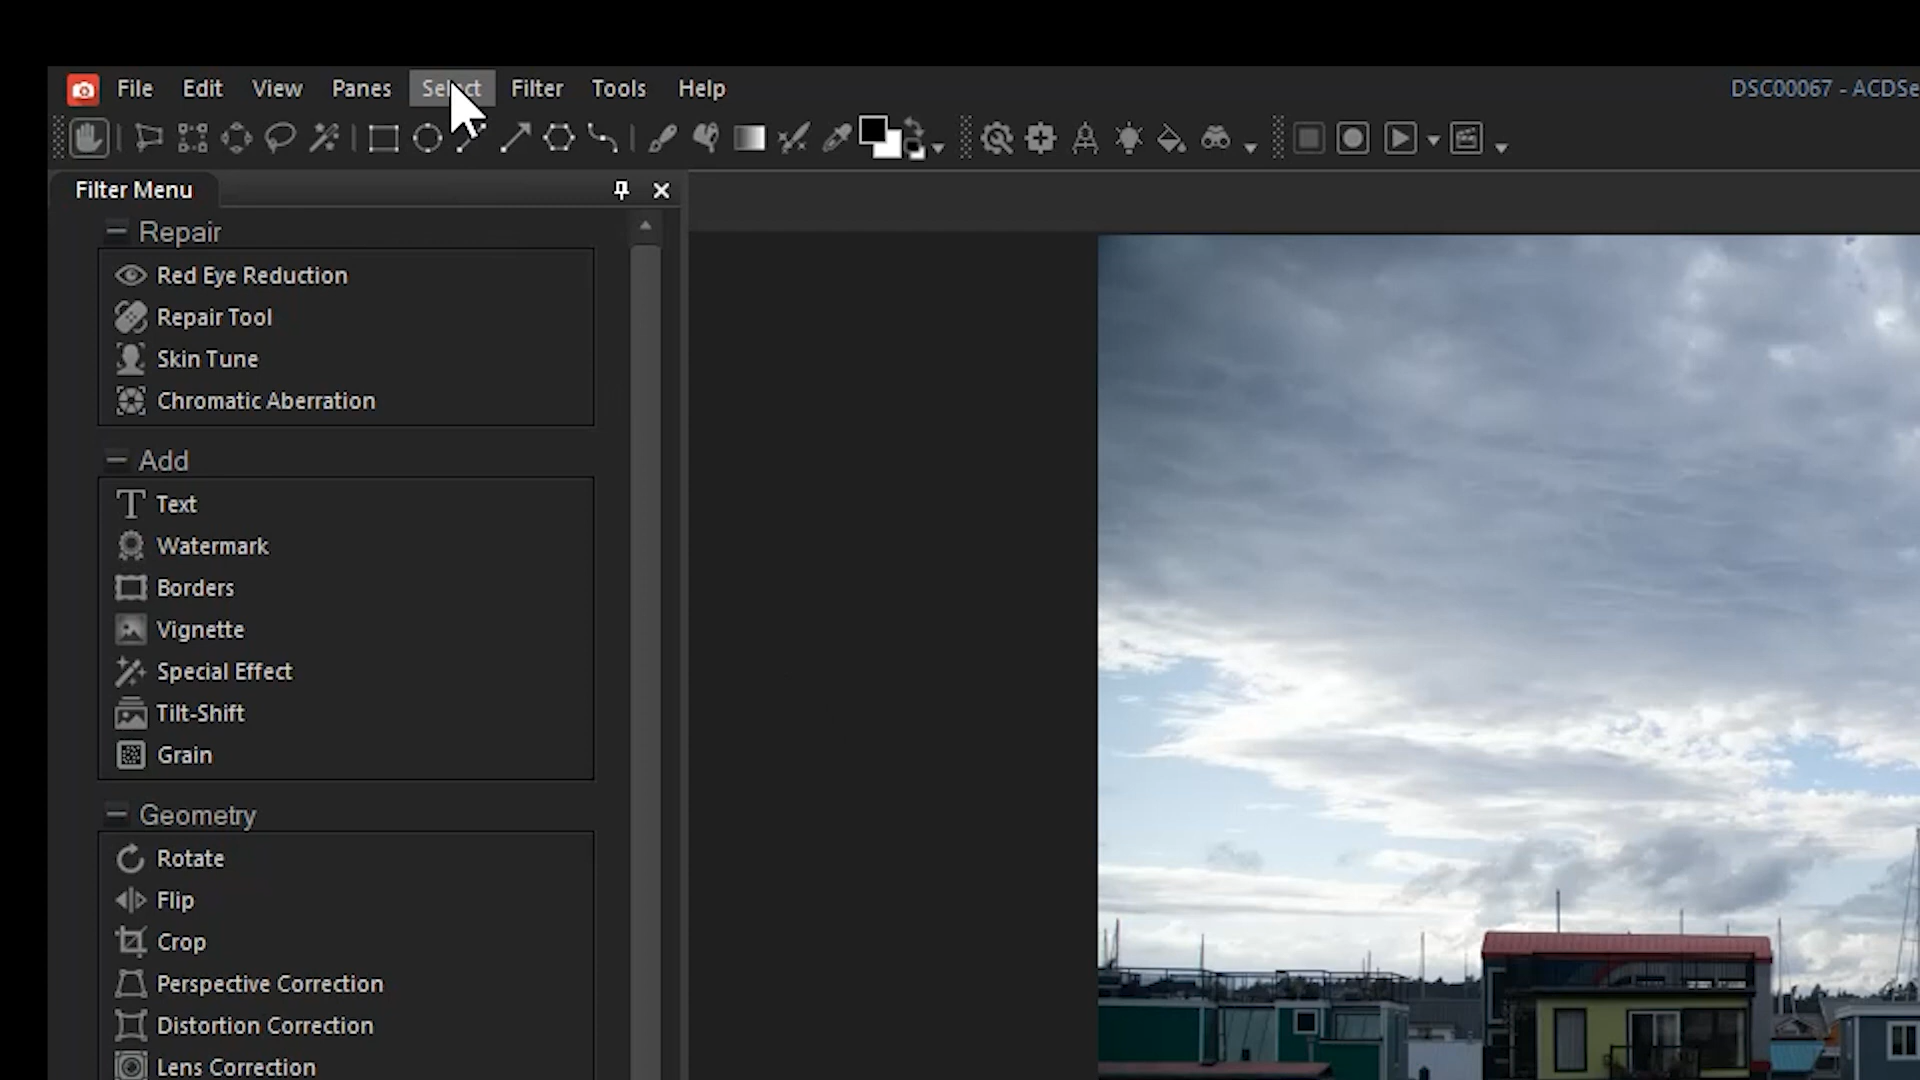 File Edit View Panes Select Filter Tools Help
DSC00067 - ACDSe
Filter Menu
Repair
Red Eye Reduction
Repair Tool
Skin Tune
Chromatic Aberration
Add
Text
Watermark
Borders
Vignette
Special Effect
Tilt-Shift
Grain
Geometry
Rotate
Flip
Crop
Perspective Correction
Distortion Correction
Lens Correction